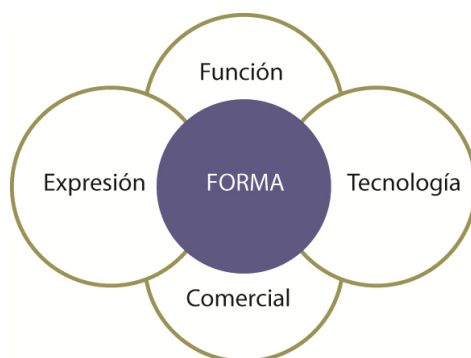 Función
Expresión
FORMA
Tecnología
Comercial